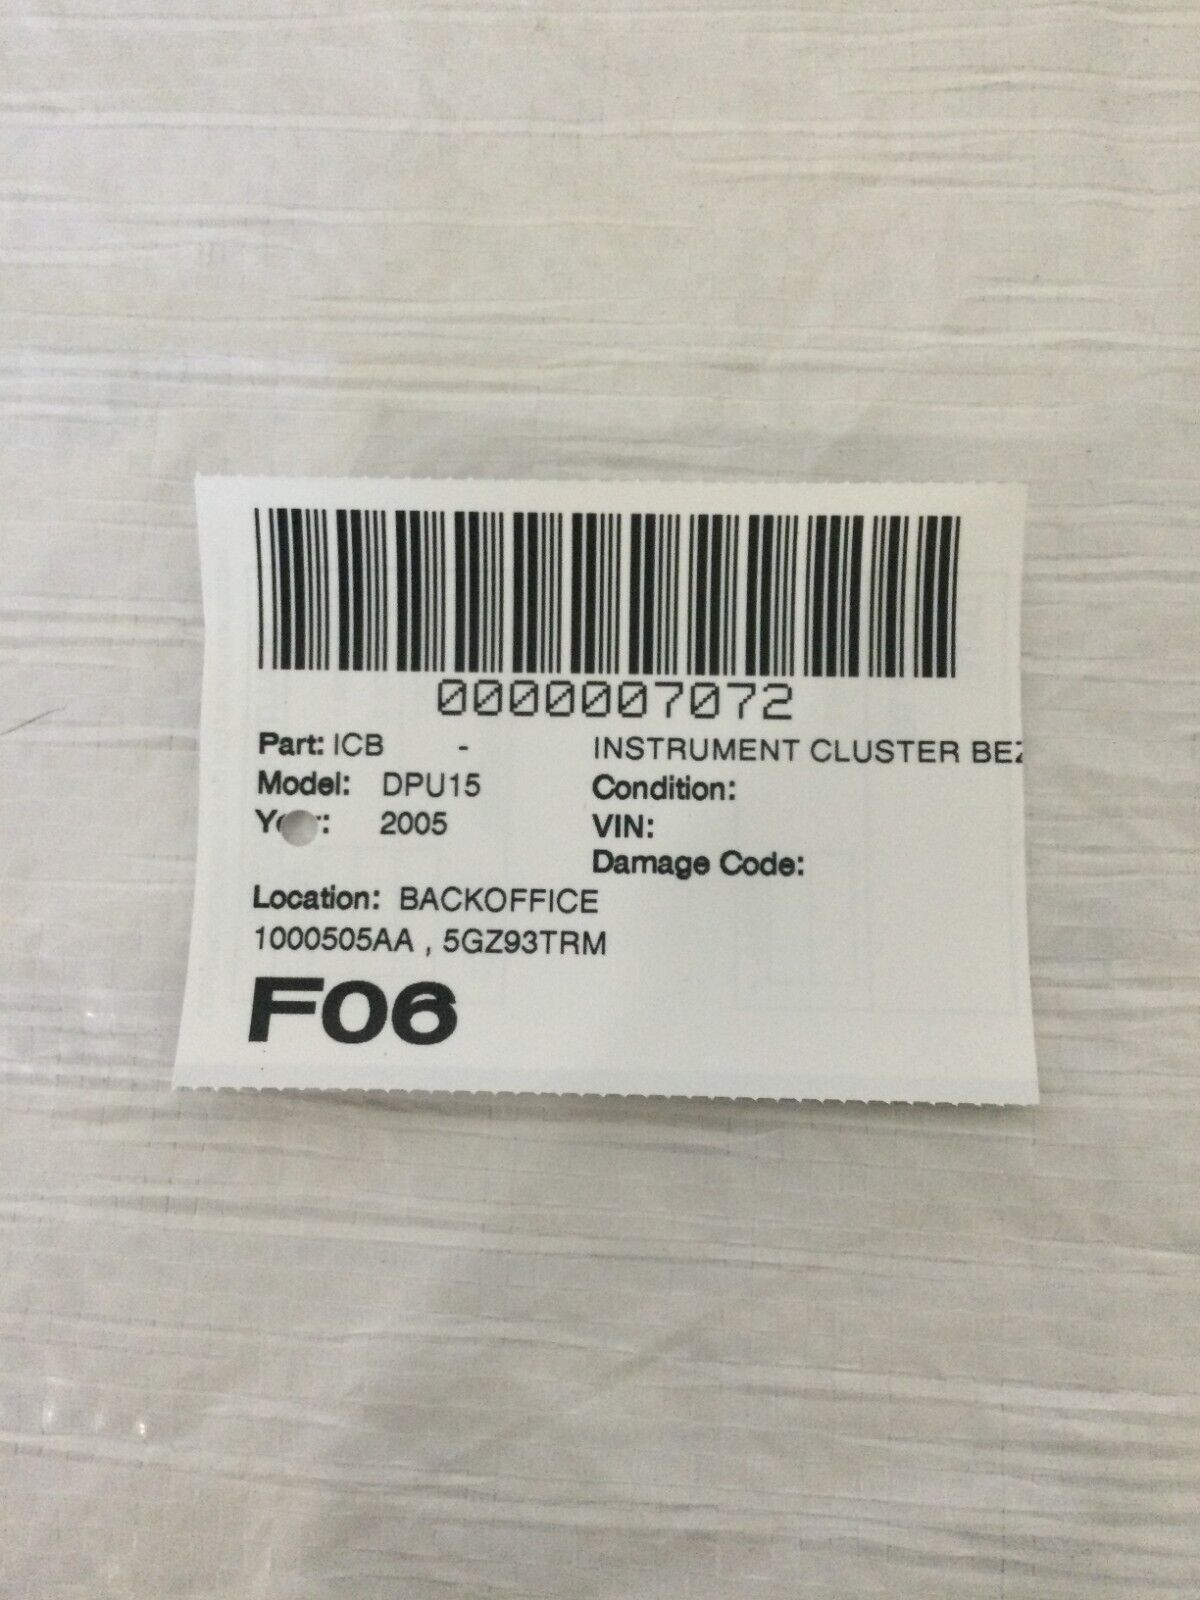 0000007072
Part: ICB - INSTRUMENT CLUSTER BEZ
Model: DPU15 Condition:
2005 VIN:
Damage Code:
Location: BACKOFFICE
1000505AA , 5GZ93TRM
F06